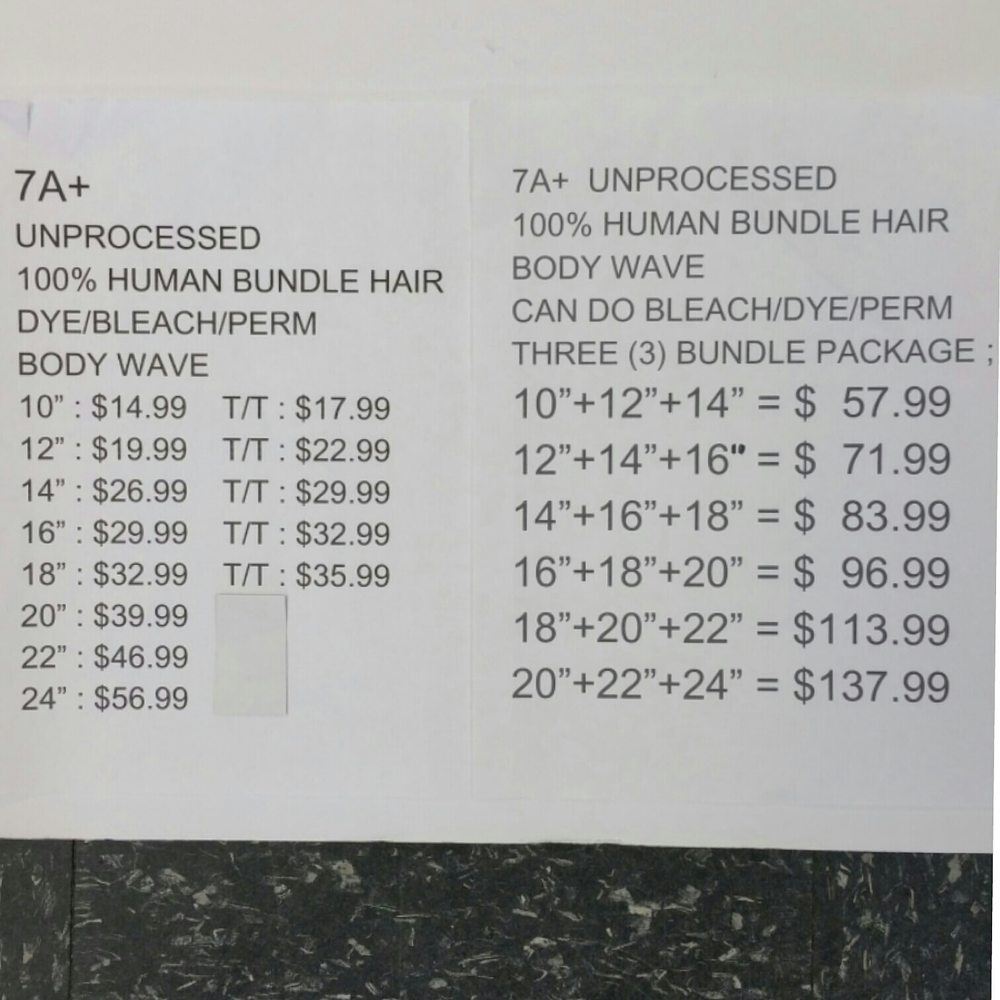 7A+
UNPROCESSED
100% HUMAN BUNDLE HAIR
DYE/BLEACH/PERM
BODY WAVE
10” : $14.99 T/T : $17.99
12” : $19.99 T/T : $22.99
14” : $26.99 T/T : $29.99
16” : $29.99 T/T : $32.99
18” : $32.99 T/T : $35.99
20” : $39.99
22” : $46.99
24” : $56.99
7A+ UNPROCESSED
100% HUMAN BUNDLE HAIR
BODY WAVE
CAN DO BLEACH/DYE/PERM
THREE (3) BUNDLE PACKAGE ;
10”+12”+14” = $ 57.99
12”+14”+16" = $ 71.99
14”+16”+18” = $ 83.99
16”+18”+20” = $ 96.99
18”+20”+22” = $113.99
20”+22”+24” = $137.99